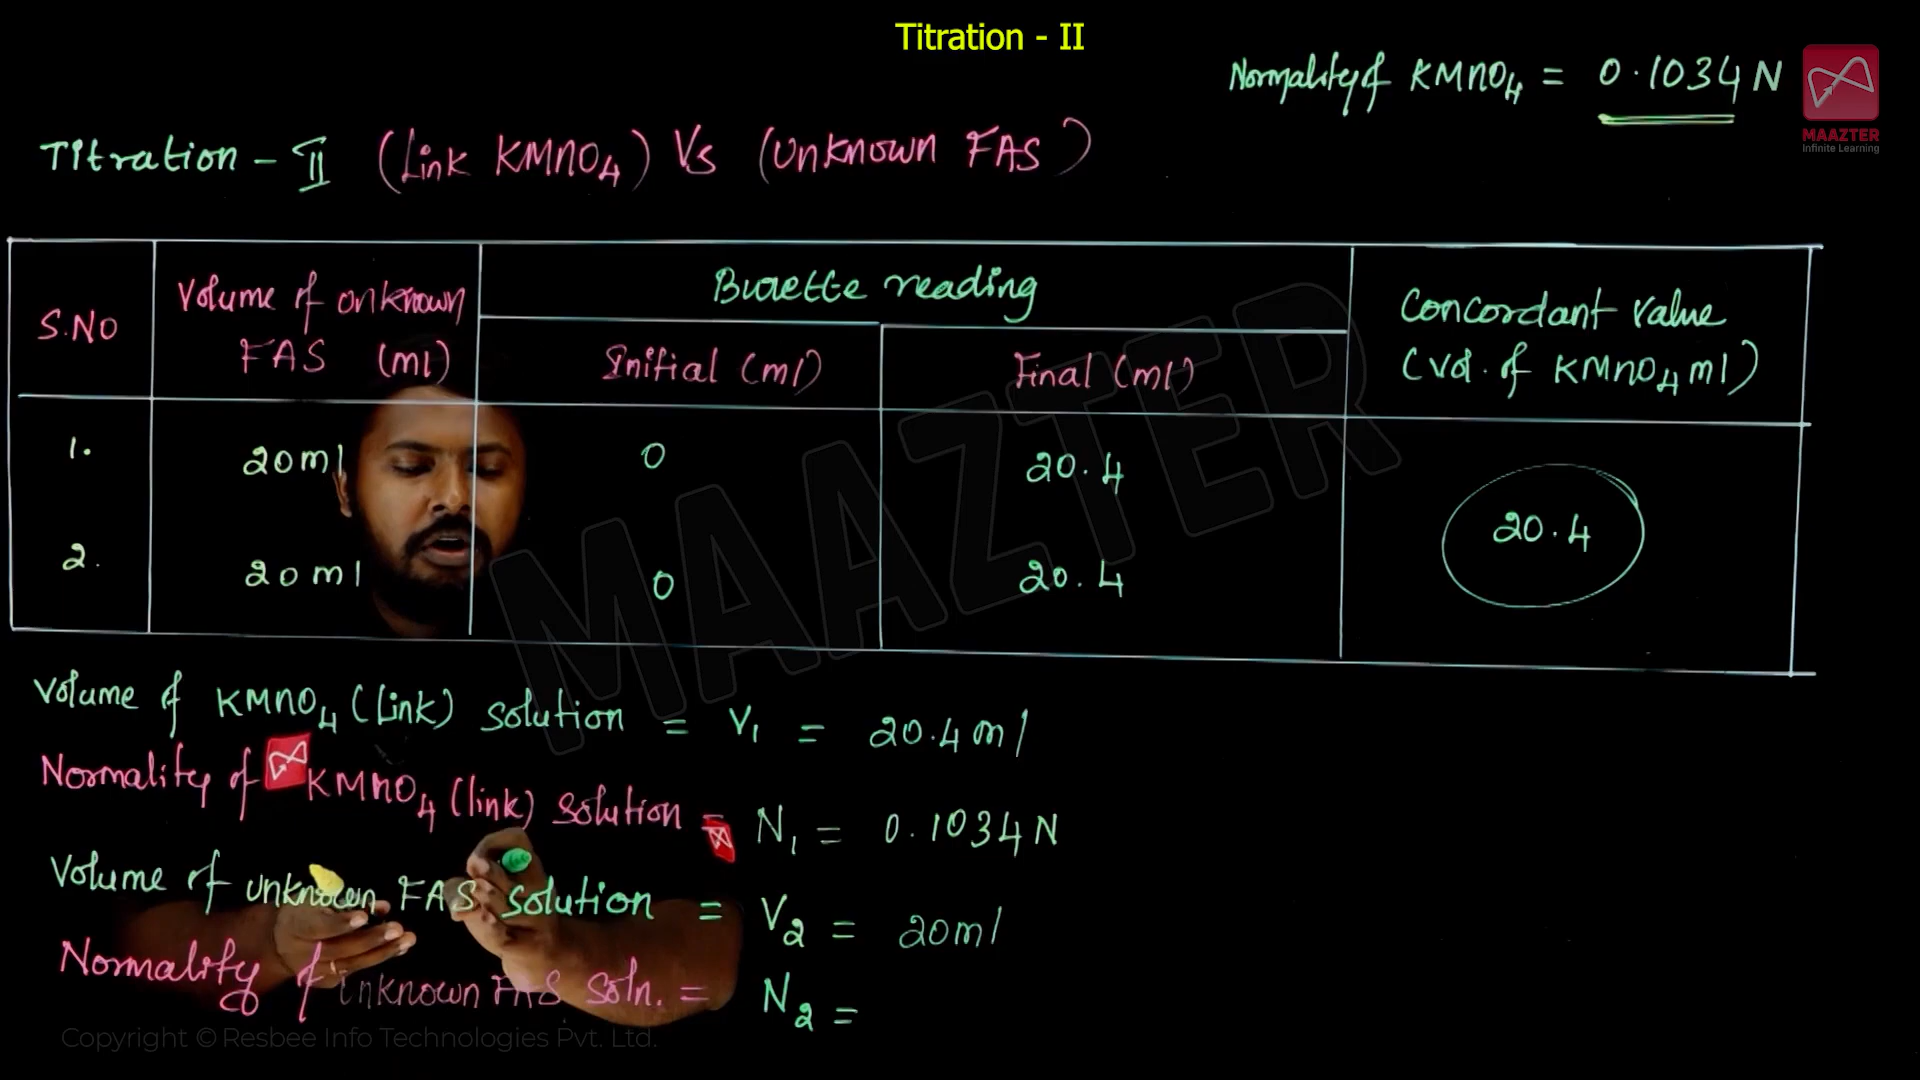 Titration - II
Normality of KMnO4 = 0.1034 N
MAAZTER
Infinite Learning
Titration - II (Link KMnO4) Vs (Unknown FAS)
S.NO
Volume of unknown FAS (ml)
Burette reading
Initial (ml)
Final (ml)
Concordant Value (Vol. of KMnO4 ml)
1. 20ml 0 20.4
20.4
2. 20ml 0 20.4
MAAZTER
Volume of KMnO4 (Link) solution = V1 = 20.4ml
Normality of KMnO4 (link) solution = N1 = 0.1034 N
Volume of unknown FAS solution = V2 = 20ml
Normality of unknown FAS soln. = N2 =
Copyright © Resbee Info Technologies Pvt. Ltd.